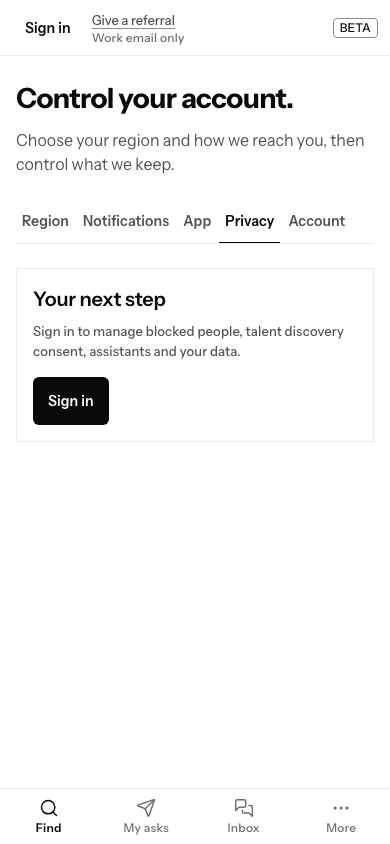 Sign in
Give a referral
Work email only
BETA
Control your account.
Choose your region and how we reach you, then
control what we keep.
Region Notifications App Privacy Account
Your next step
Sign in to manage blocked people, talent discovery
consent, assistants and your data.
Sign in
Find My asks Inbox More